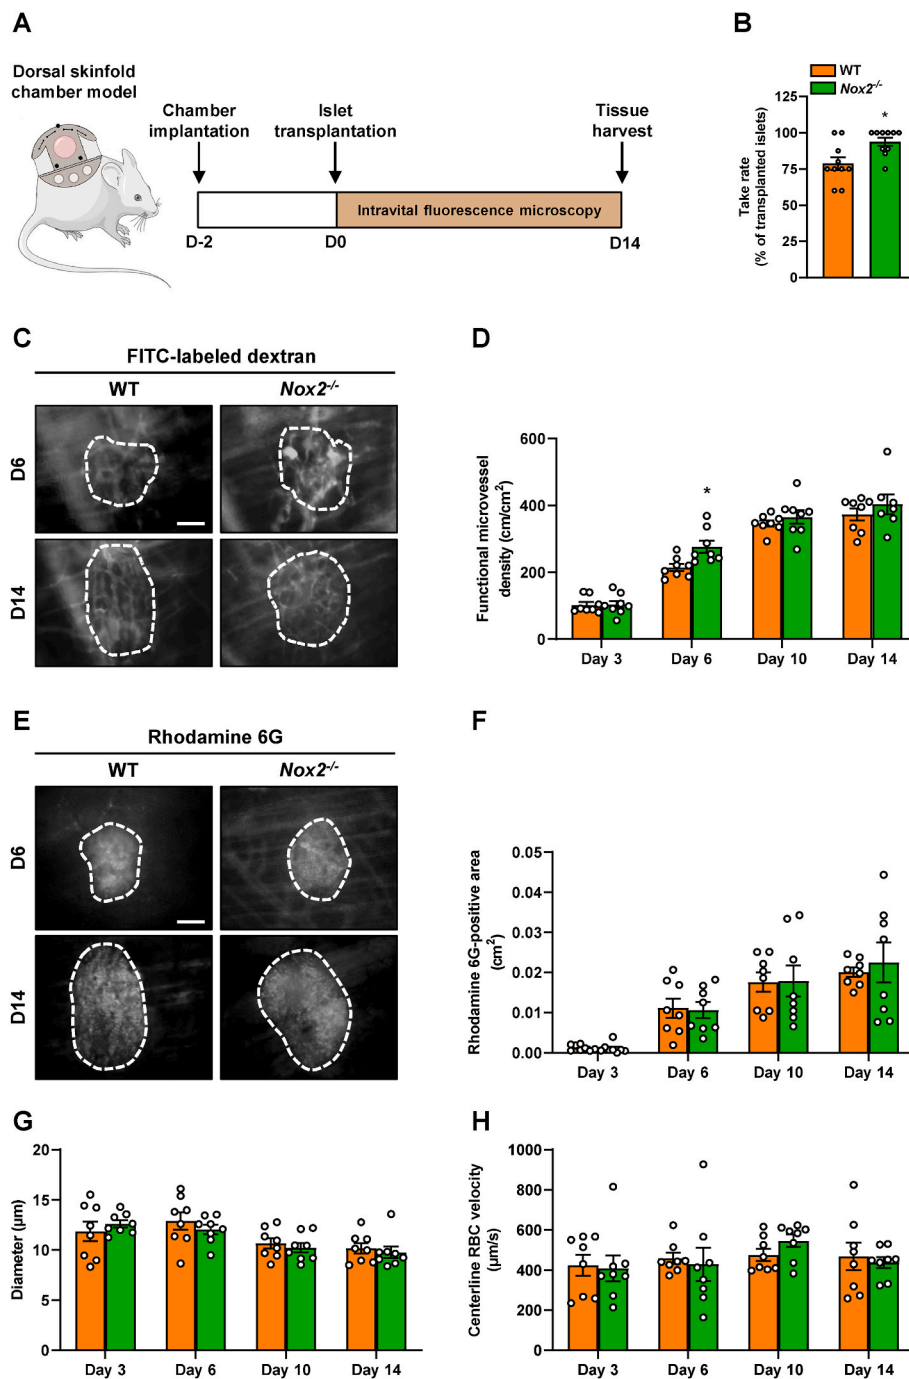 A
Dorsal skinfold
chamber model
Chamber
implantation
Islet
transplantation
Tissue
harvest
Intravital fluorescence microscopy
D-2
D0
D14
B
WT
Nox2-/-
*
125
100
75
50
25
0
Take rate
(% of transplanted islets)
C
FITC-labeled dextran
WT
Nox2-/-
D6
D14
D
600
400
200
0
Functional microvessel
density (cm/cm2)
*
Day 3
Day 6
Day 10
Day 14
E
Rhodamine 6G
WT
Nox2-/-
D6
D14
F
0.05
0.04
0.03
0.02
0.01
0.00
Rhodamine 6G-positive area
(cm2)
Day 3
Day 6
Day 10
Day 14
G
20
15
10
5
0
Diameter (µm)
Day 3
Day 6
Day 10
Day 14
H
1000
800
600
400
200
0
Centerline RBC velocity
(µm/s)
Day 3
Day 6
Day 10
Day 14